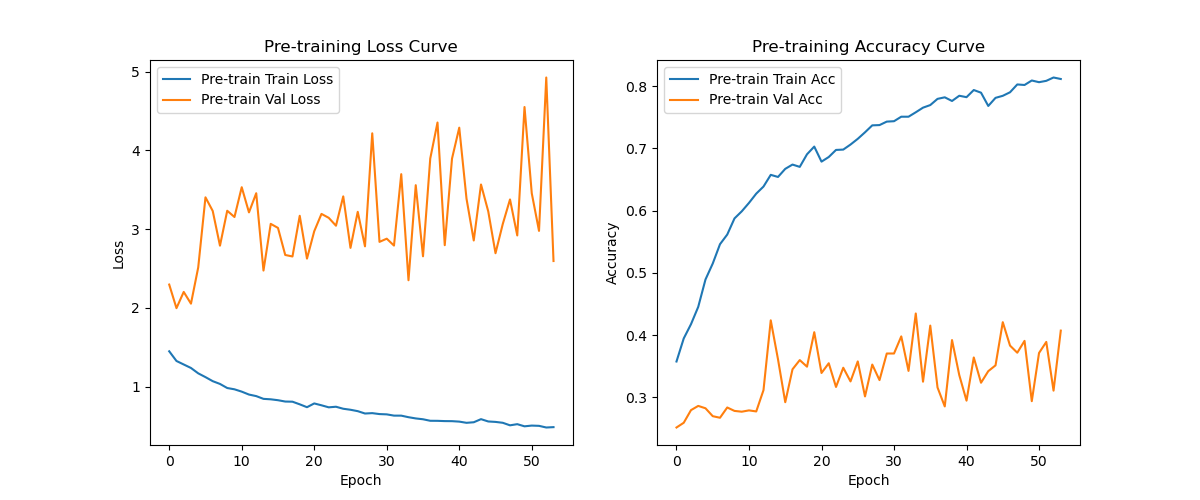 Pre-training Loss Curve
Pre-train Train Loss
Pre-train Val Loss
5
4
3
2
1
Loss
0
10
20
30
40
50
Epoch
Pre-training Accuracy Curve
Pre-train Train Acc
Pre-train Val Acc
0.8
0.7
0.6
0.5
0.4
0.3
Accuracy
0
10
20
30
40
50
Epoch